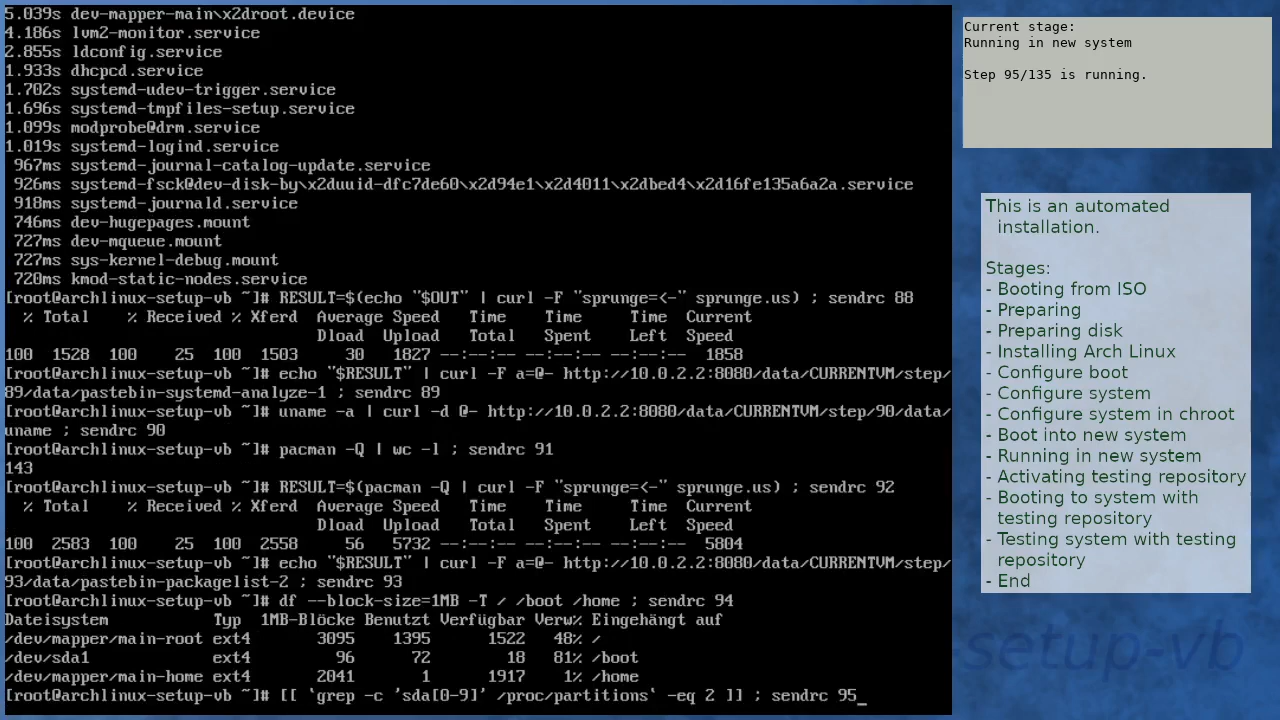 5.039s dev-mapper-main\x2droot.device
4.186s lvm2-monitor.service
2.855s ldconfig.service
1.933s dhcpcd.service
1.702s systemd-udev-trigger.service
1.696s systemd-tmpfiles-setup.service
1.099s modprobe@drm.service
1.019s systemd-logind.service
967ms systemd-journal-catalog-update.service
926ms systemd-fsck@dev-disk-by\x2duuid-dfc7de60\x2d94e1\x2d4011\x2dbed4\x2d16fe135a6a2a.service
918ms systemd-journald.service
746ms dev-hugepages.mount
727ms dev-mqueue.mount
727ms sys-kernel-debug.mount
720ms kmod-static-nodes.service
[root@archlinux-setup-vb ~]# RESULT=$(echo "$OUT" | curl -F "sprunge=<-" sprunge.us) ; sendrc 88
% Total % Received % Xferd Average Speed Time Time Time Current
Dload Upload Total Spent Left Speed
100 1528 100 25 100 1503 30 1827 --:--:-- --:--:-- --:--:-- 1858
[root@archlinux-setup-vb ~]# echo "$RESULT" | curl -F a=@- http://10.0.2.2:8080/data/CURRENTVM/step/
89/data/pastebin-systemd-analyze-1 ; sendrc 89
[root@archlinux-setup-vb ~]# uname -a | curl -d @- http://10.0.2.2:8080/data/CURRENTVM/step/90/data/
uname ; sendrc 90
[root@archlinux-setup-vb ~]# pacman -Q | wc -l ; sendrc 91
143
[root@archlinux-setup-vb ~]# RESULT=$(pacman -Q | curl -F "sprunge=<-" sprunge.us) ; sendrc 92
% Total % Received % Xferd Average Speed Time Time Time Current
Dload Upload Total Spent Left Speed
100 2583 100 25 100 2558 56 5732 --:--:-- --:--:-- --:--:-- 5804
[root@archlinux-setup-vb ~]# echo "$RESULT" | curl -F a=@- http://10.0.2.2:8080/data/CURRENTVM/step/
93/data/pastebin-packagelist-2 ; sendrc 93
[root@archlinux-setup-vb ~]# df --block-size=1MB -T / /boot /home ; sendrc 94
Dateisystem Typ 1MB-Blöcke Benutzt Verfügbar Verw% Eingehängt auf
/dev/mapper/main-root ext4 3095 1395 1522 48% /
/dev/sda1 ext4 96 72 18 81% /boot
/dev/mapper/main-home ext4 2041 1 1917 1% /home
[root@archlinux-setup-vb ~]# [[ `grep -c 'sda[0-9]' /proc/partitions` -eq 2 ]] ; sendrc 95_
Current stage:
Running in new system
Step 95/135 is running.
This is an automated
installation.
Stages:
- Booting from ISO
- Preparing
- Preparing disk
- Installing Arch Linux
- Configure boot
- Configure system
- Configure system in chroot
- Boot into new system
- Running in new system
- Activating testing repository
- Booting to system with
testing repository
- Testing system with testing
repository
- End
setup-vb